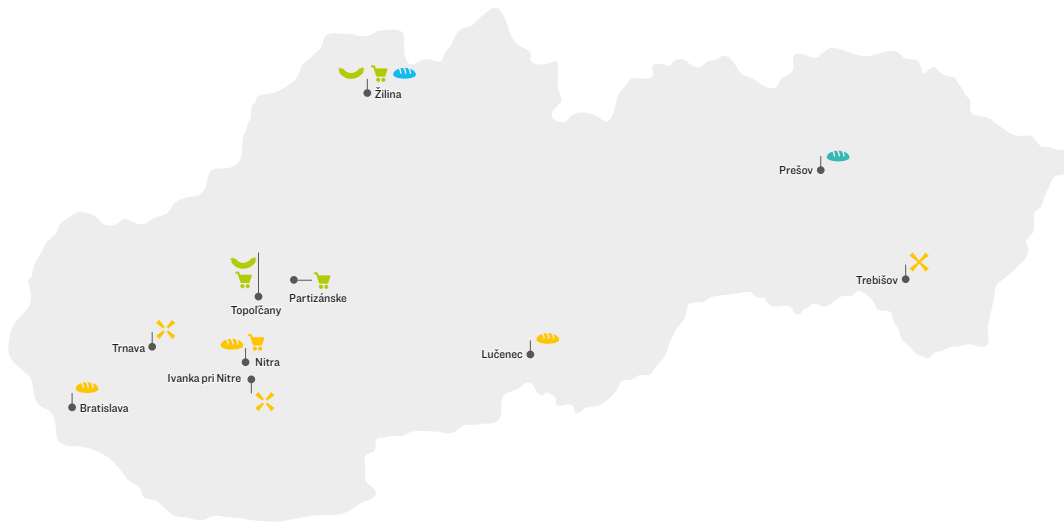 Žilina
Prešov
Trebišov
Partizánske
Topoľčany
Trnava
Nitra
Lučenec
Ivanka pri Nitre
Bratislava